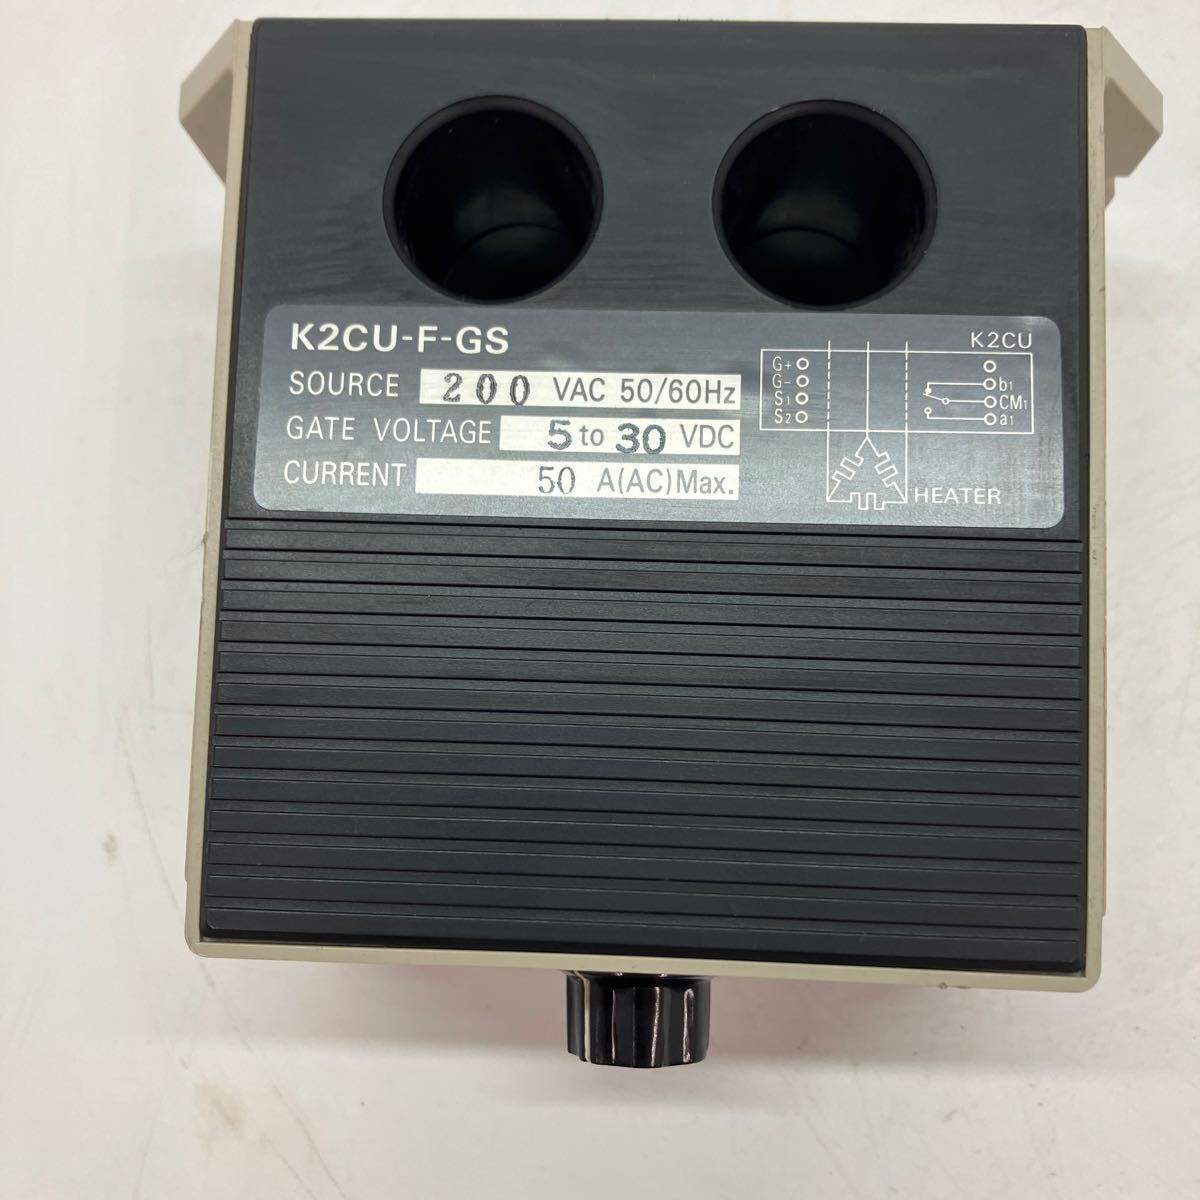 K2CU-F-GS
SOURCE 200 VAC 50/60Hz
GATE VOLTAGE 5 to 30 VDC
CURRENT 50 A(AC)Max.
K2CU
G+
G-
S1
S2
b1
CM1
a1
HEATER